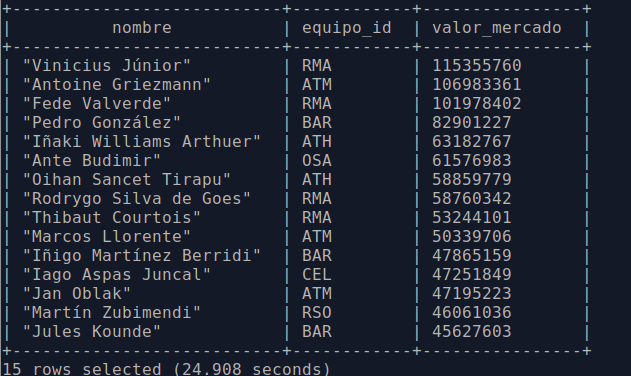 +---------------------------+------------+----------------+
|          nombre           | equipo_id  | valor_mercado  |
+---------------------------+------------+----------------+
| "Vinicius Júnior"         | RMA        | 115355760      |
| "Antoine Griezmann"       | ATM        | 106983361      |
| "Fede Valverde"           | RMA        | 101978402      |
| "Pedro González"          | BAR        | 82901227       |
| "Iñaki Williams Arthuer"  | ATH        | 63182767       |
| "Ante Budimir"            | OSA        | 61576983       |
| "Oihan Sancet Tirapu"     | ATH        | 58859779       |
| "Rodrygo Silva de Goes"   | RMA        | 58760342       |
| "Thibaut Courtois"        | RMA        | 53244101       |
| "Marcos Llorente"         | ATM        | 50339706       |
| "Iñigo Martínez Berridi"  | BAR        | 47865159       |
| "Iago Aspas Juncal"       | CEL        | 47251849       |
| "Jan Oblak"               | ATM        | 47195223       |
| "Martín Zubimendi"        | RSO        | 46061036       |
| "Jules Kounde"            | BAR        | 45627603       |
+---------------------------+------------+----------------+
15 rows selected (24.908 seconds)